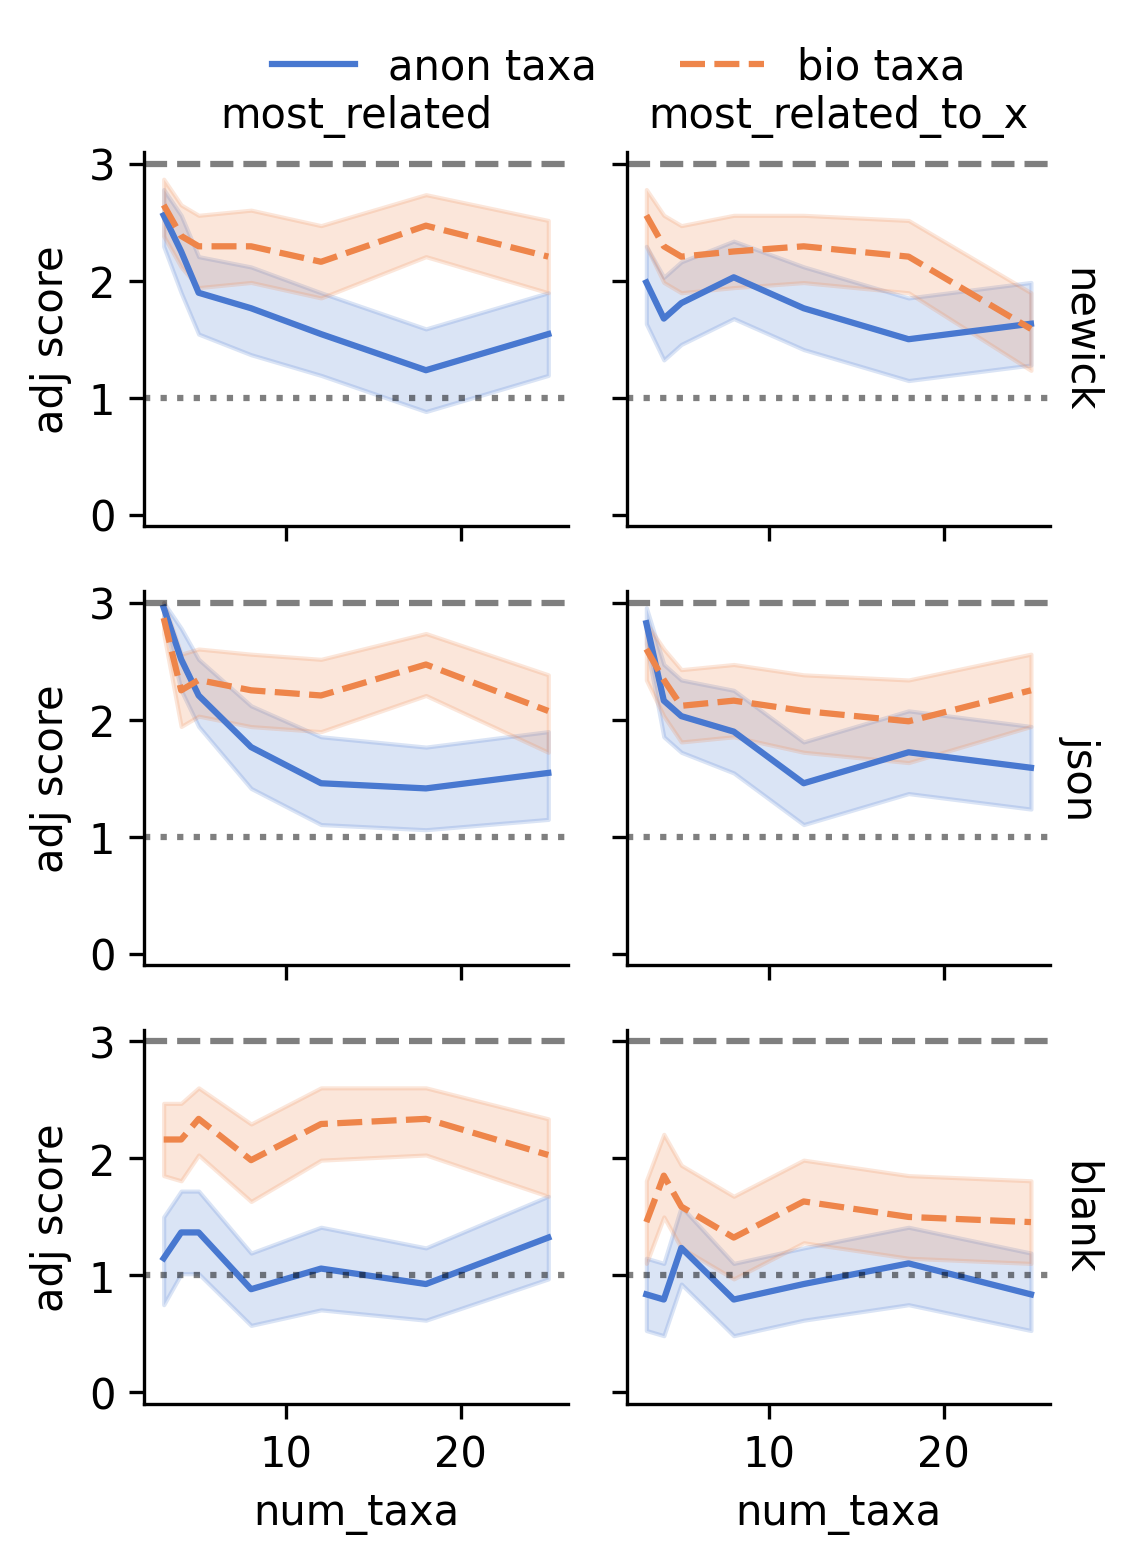 anon taxa bio taxa
most_related most_related_to_x
3
2
1
0
adj score
newick
3
2
1
0
adj score
json
3
2
1
0
adj score
blank
10 20 10 20
num_taxa num_taxa